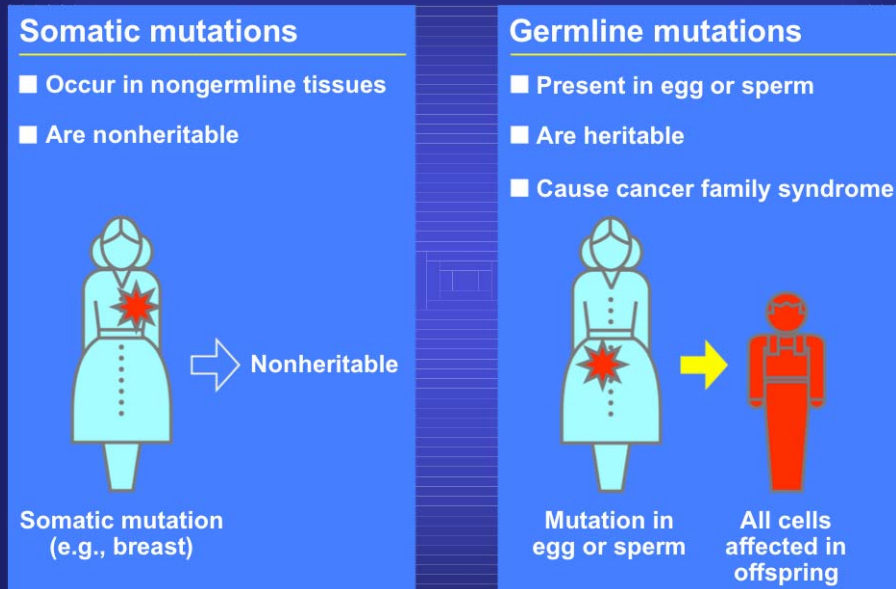 Somatic mutations
■ Occur in nongermline tissues
■ Are nonheritable
Nonheritable
Somatic mutation
(e.g., breast)
Germline mutations
■ Present in egg or sperm
■ Are heritable
■ Cause cancer family syndrome
Mutation in
egg or sperm
All cells
affected in
offspring